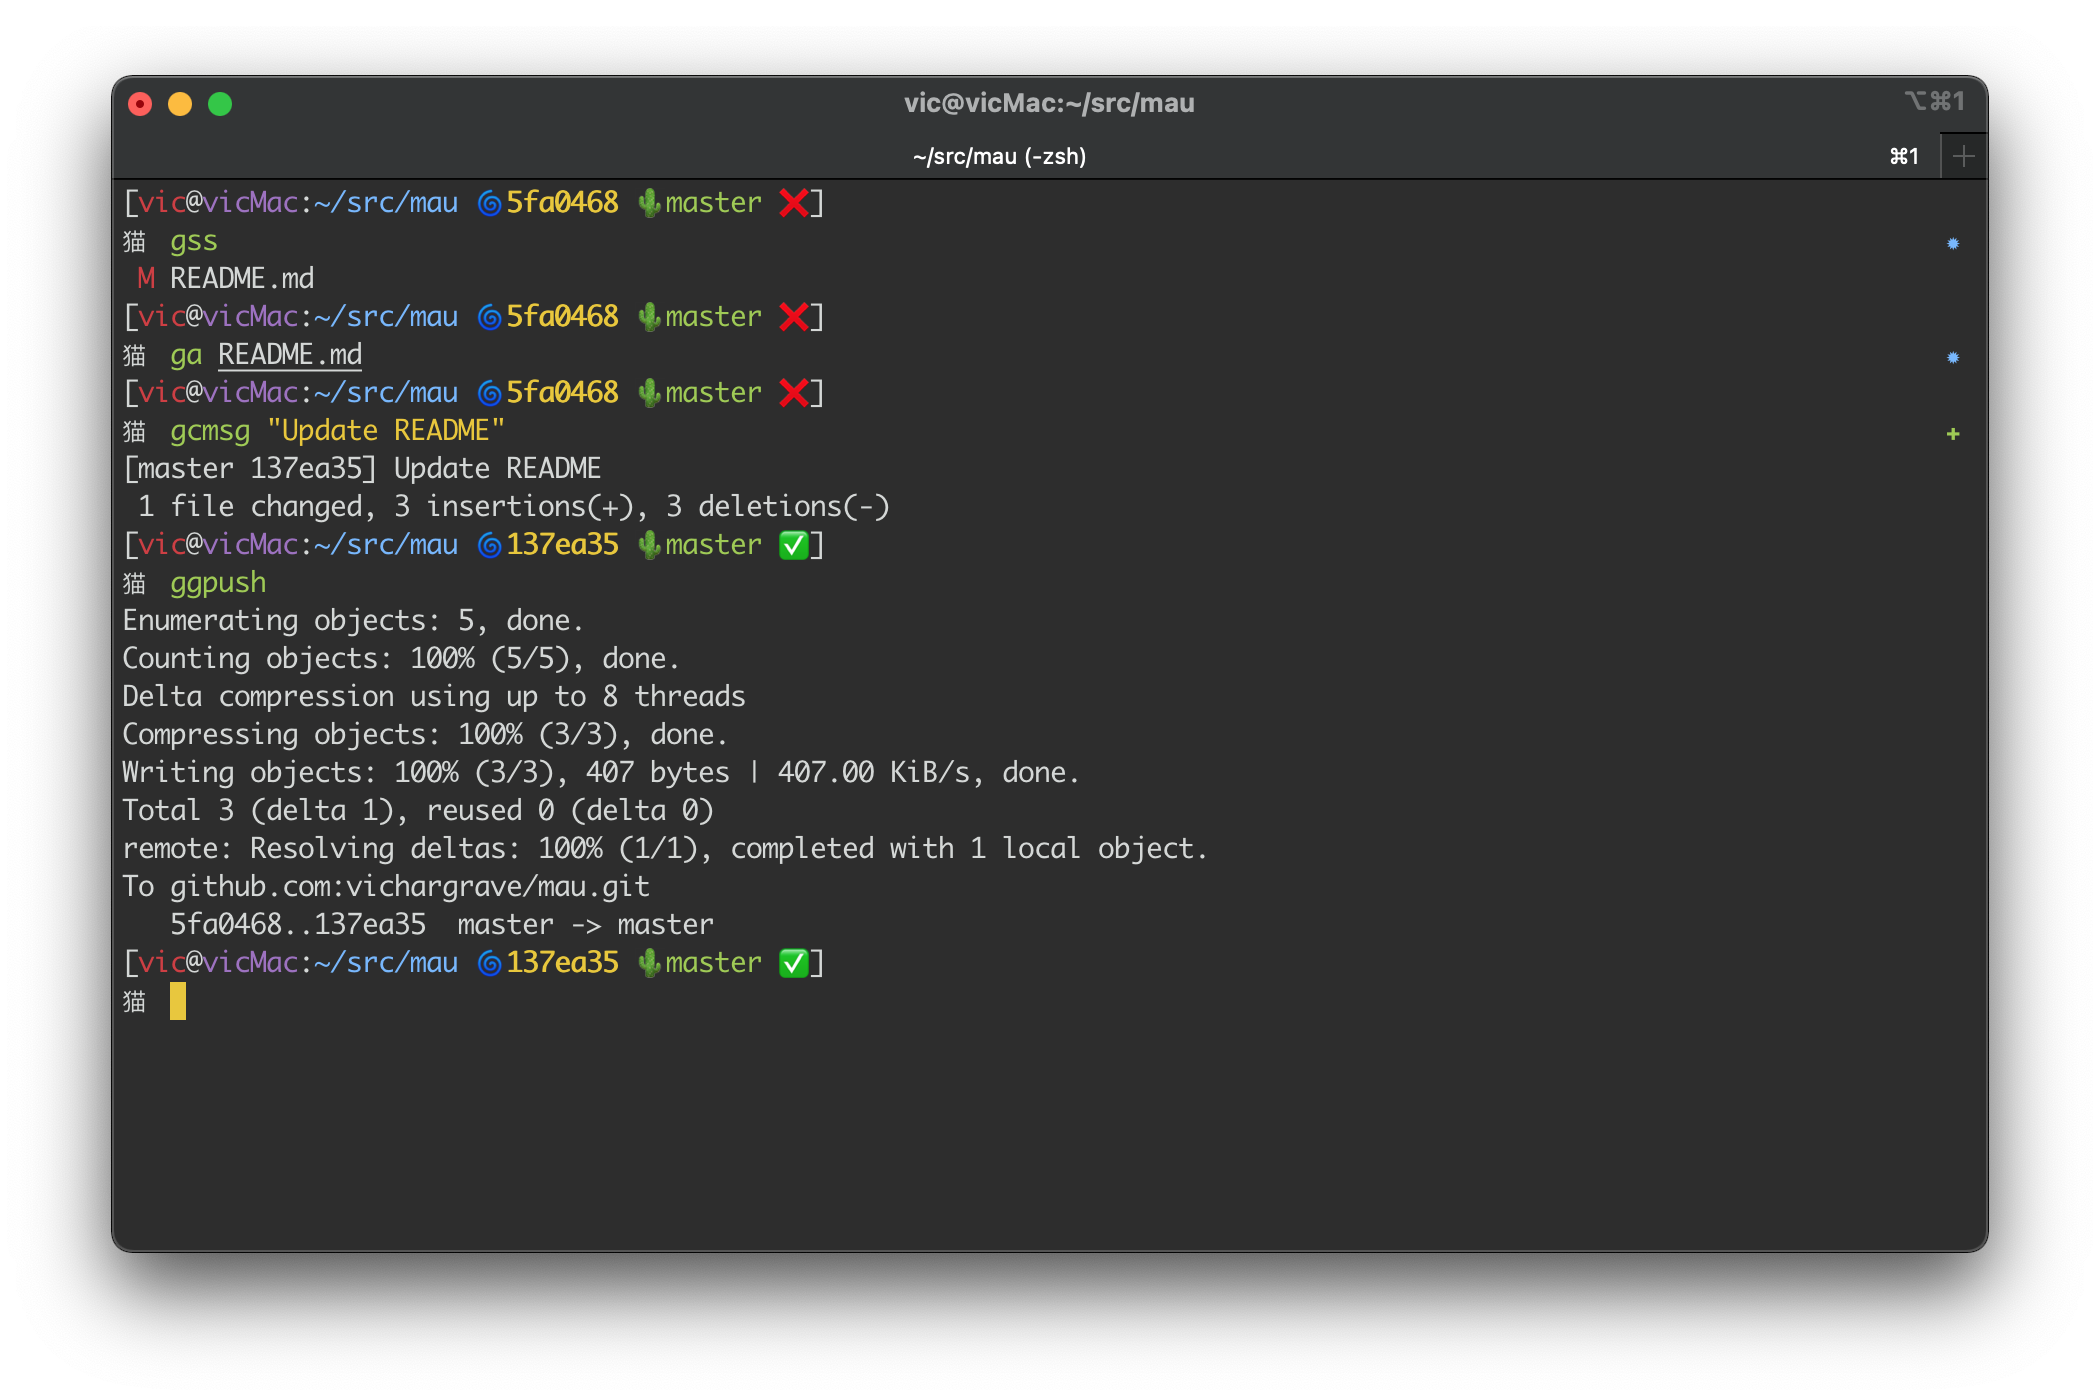 vic@vicMac:~/src/mau ⌥⌘1
~/src/mau (-zsh) ⌘1
[vic@vicMac:~/src/mau 🌀5fa0468 🌵master ❌]
猫 gss ✹
 M README.md
[vic@vicMac:~/src/mau 🌀5fa0468 🌵master ❌]
猫 ga README.md ✹
[vic@vicMac:~/src/mau 🌀5fa0468 🌵master ❌]
猫 gcmsg "Update README" ✚
[master 137ea35] Update README
 1 file changed, 3 insertions(+), 3 deletions(-)
[vic@vicMac:~/src/mau 🌀137ea35 🌵master ✅]
猫 ggpush
Enumerating objects: 5, done.
Counting objects: 100% (5/5), done.
Delta compression using up to 8 threads
Compressing objects: 100% (3/3), done.
Writing objects: 100% (3/3), 407 bytes | 407.00 KiB/s, done.
Total 3 (delta 1), reused 0 (delta 0)
remote: Resolving deltas: 100% (1/1), completed with 1 local object.
To github.com:vichargrave/mau.git
   5fa0468..137ea35  master -> master
[vic@vicMac:~/src/mau 🌀137ea35 🌵master ✅]
猫